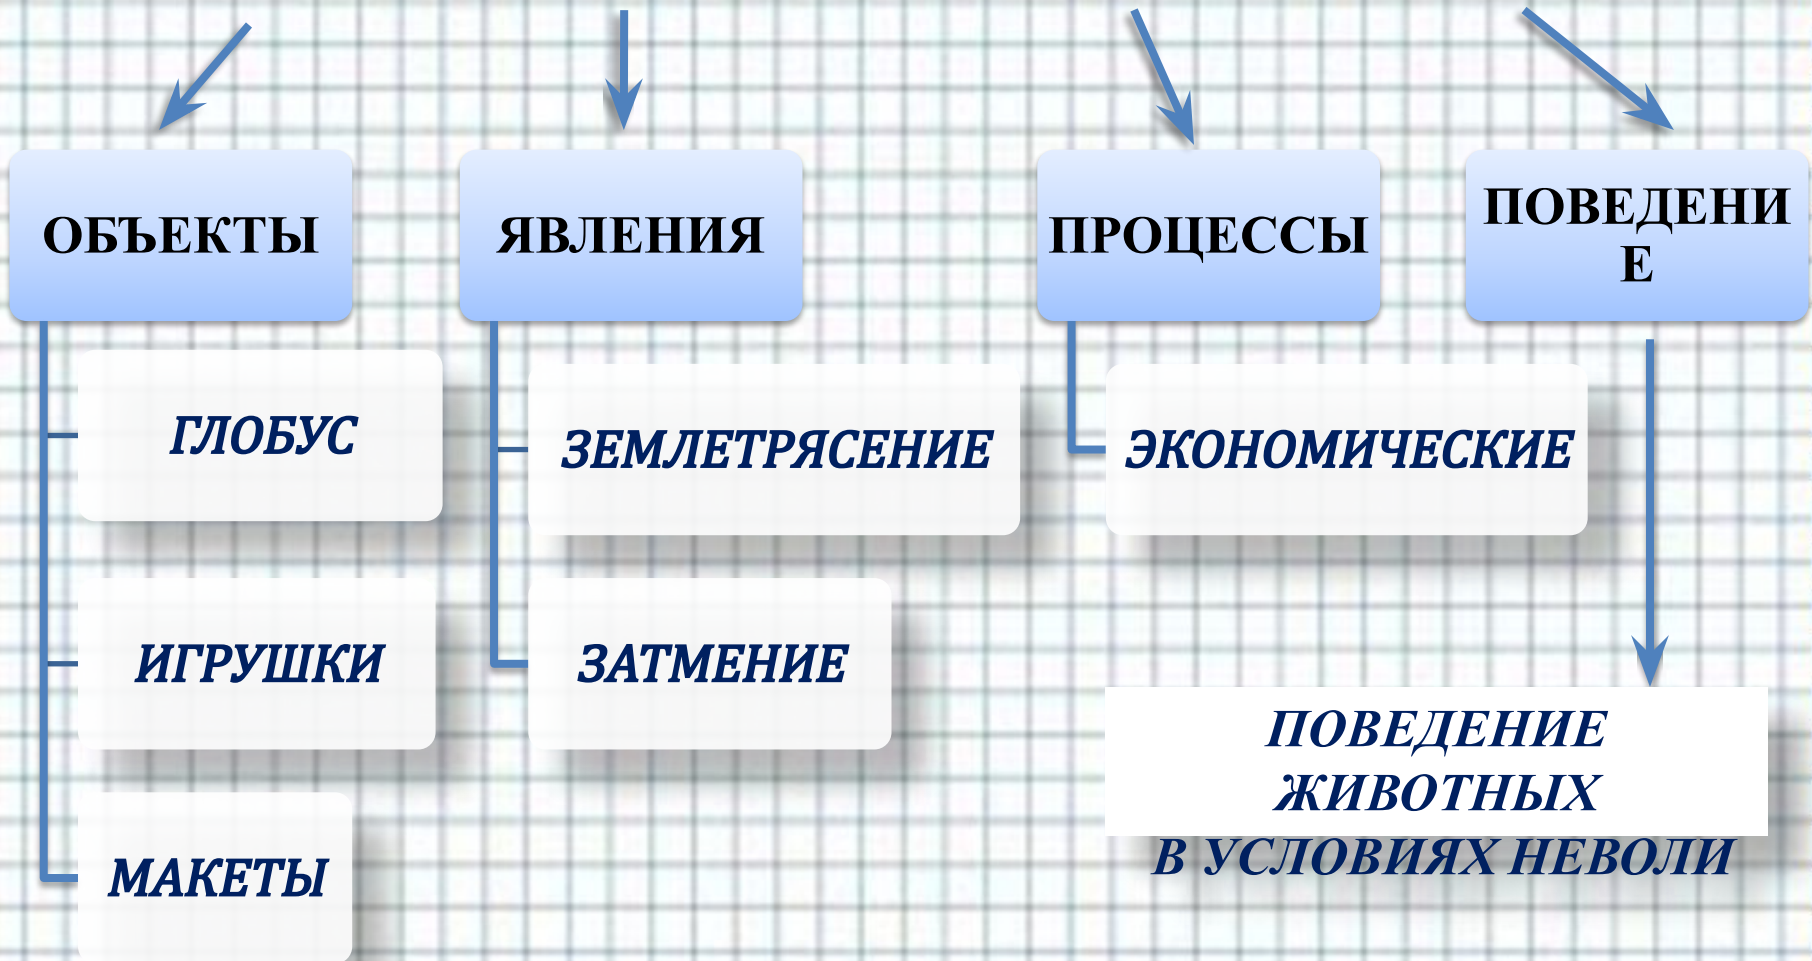 ОБЪЕКТЫ
ГЛОБУС
ИГРУШКИ
МАКЕТЫ
ЯВЛЕНИЯ
ЗЕМЛЕТРЯСЕНИЕ
ЗАТМЕНИЕ
ПРОЦЕССЫ
ЭКОНОМИЧЕСКИЕ
ПОВЕДЕНИ
Е
ПОВЕДЕНИЕ
ЖИВОТНЫХ
В УСЛОВИЯХ НЕВОЛИ